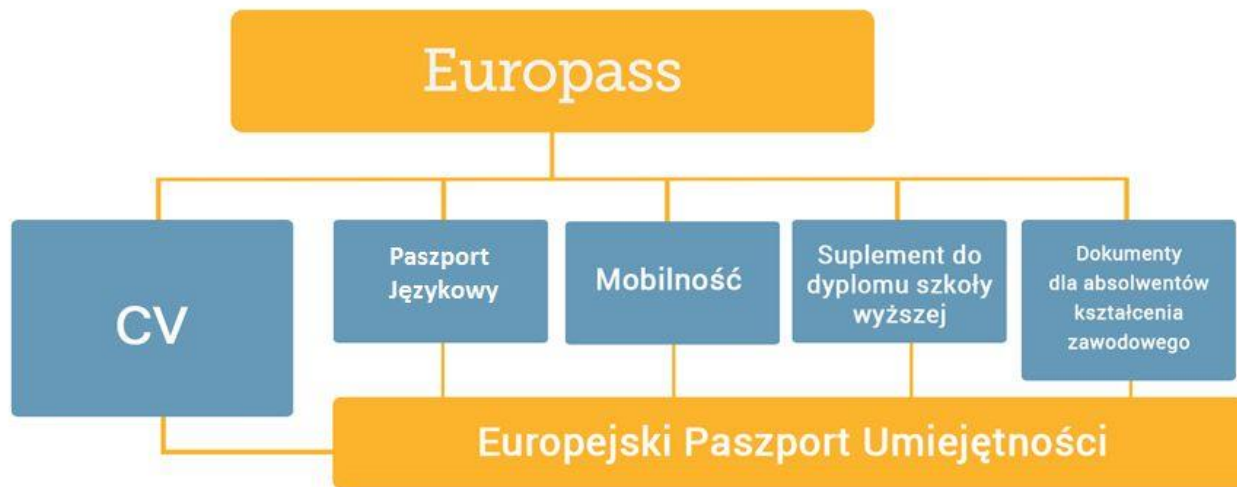 Europass
CV
Paszport
Językowy
Mobilność
Suplement do
dyplomu szkoły
wyższej
Dokumenty
dla absolwentów
kształcenia
zawodowego
Europejski Paszport Umiejętności